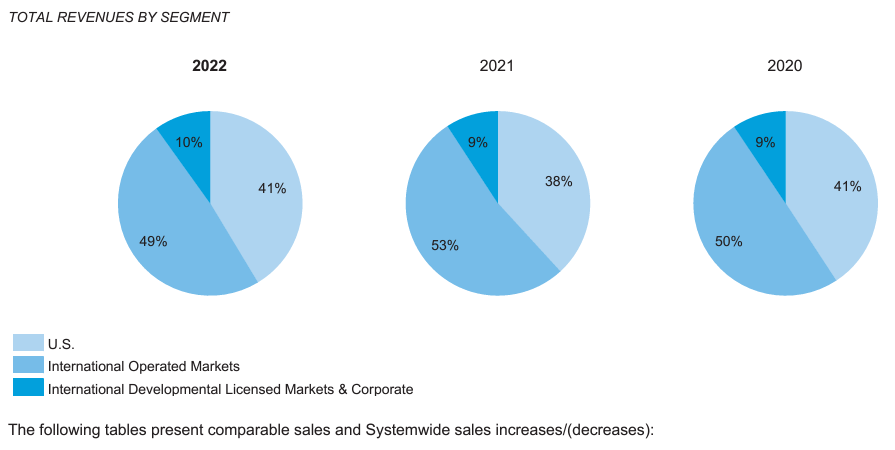 TOTAL REVENUES BY SEGMENT
2022
2021
2020
10%
41%
49%
9%
38%
53%
9%
41%
50%
U.S.
International Operated Markets
International Developmental Licensed Markets & Corporate
The following tables present comparable sales and Systemwide sales increases/(decreases):